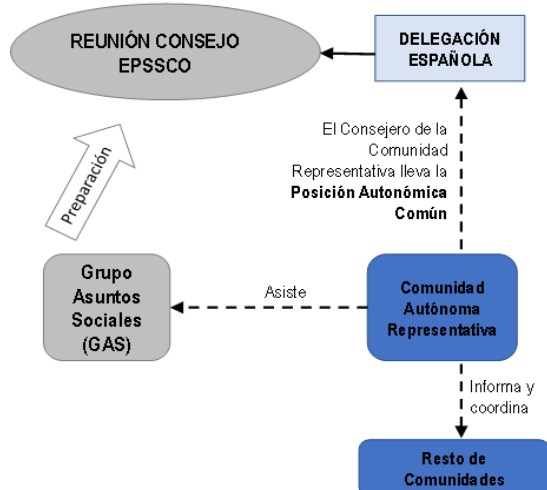 REUNIÓN CONSEJO
EPSSCO
DELEGACIÓN
ESPAÑOLA
El Consejero de la
Comunidad
Representativa lleva la
Posición Autonómica
Común
Preparación
Grupo
Asuntos
Sociales
(GAS)
Asiste
Comunidad
Autónoma
Representativa
Informa y
coordina
Resto de
Comunidades